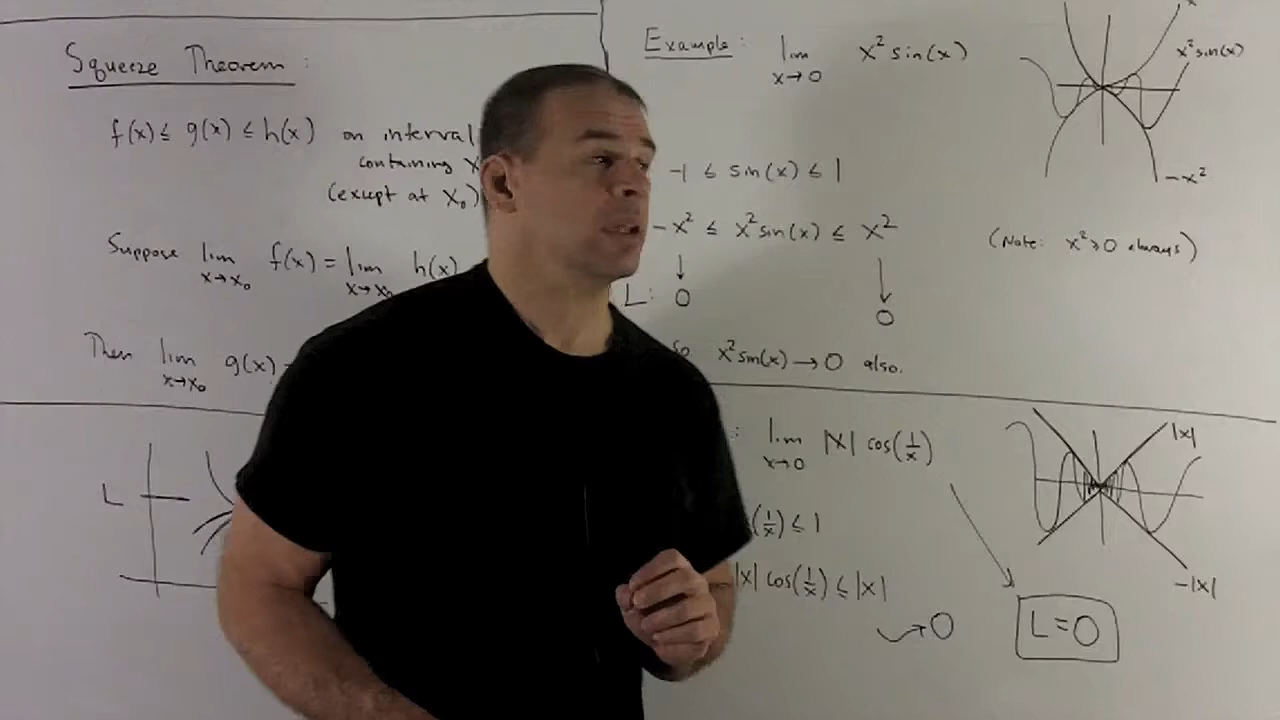 Squeeze Theorem :
f(x) ≤ g(x) ≤ h(x) on interval
containing x
(except at x₀)
Suppose lim x→x₀ f(x) = lim x→x₀ h(x)
Then lim x→x₀ g(x)
L
Example : lim x→0 x² sin(x)
-1 ≤ sin(x) ≤ 1
-x² ≤ x² sin(x) ≤ x²
L: 0 0
so x² sin(x) → 0 also.
x² sin(x)
-x²
(Note: x² ≥ 0 always)
: lim x→0 |x| cos(1/x)
(1/x) ≤ 1
|x| cos(1/x) ≤ |x|
→ 0
|x|
-|x|
L = 0